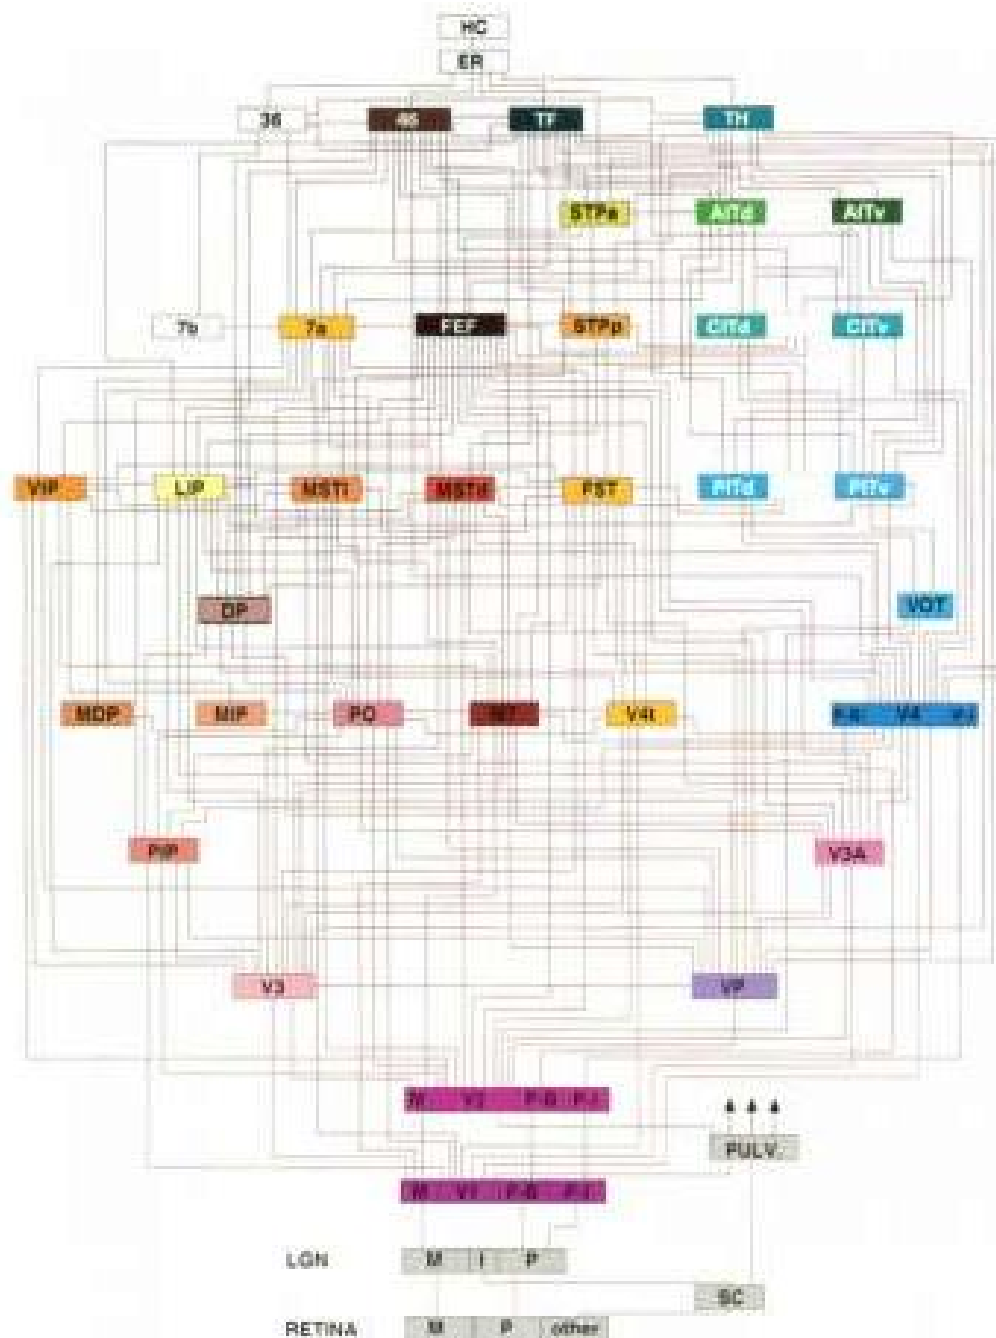 HC
ER
36 46 TF TH
STPa AITd AITv
7b 7a FEF STPp CITd CITv
VIP LIP MSTl MSTd FST PITd PITv
DP VOT
MDP MIP PO MT V4t V4
PIP V3A
V3 VP
M V2 P-B P-I
PULV.
M V1 P-B P-I
LGN M I P
SC
RETINA M P other